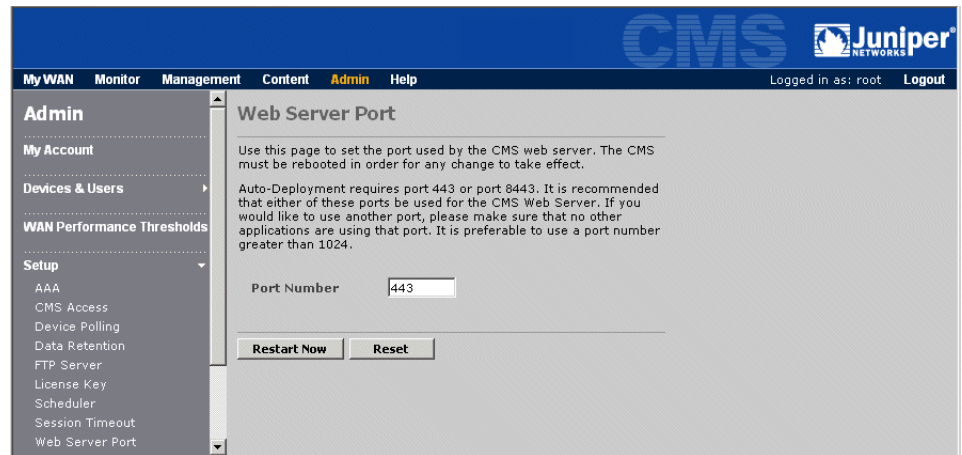 CMS
Juniper®
NETWORKS
My WAN Monitor Management Content Admin Help Logged in as: root Logout
Admin
My Account
Devices & Users
WAN Performance Thresholds
Setup
AAA
CMS Access
Device Polling
Data Retention
FTP Server
License Key
Scheduler
Session Timeout
Web Server Port
Web Server Port
Use this page to set the port used by the CMS web server. The CMS
must be rebooted in order for any change to take effect.
Auto-Deployment requires port 443 or port 8443. It is recommended
that either of these ports be used for the CMS Web Server. If you
would like to use another port, please make sure that no other
applications are using that port. It is preferable to use a port number
greater than 1024.
Port Number 443
Restart Now Reset